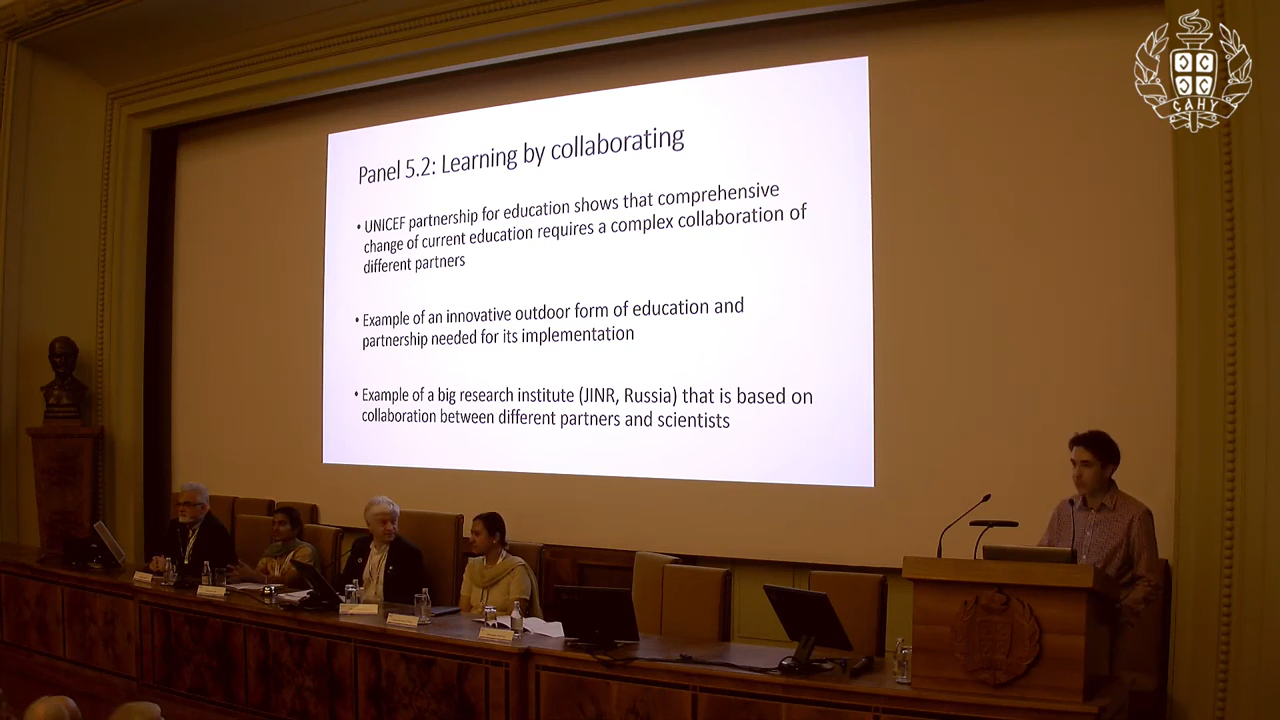 САНУ
Panel 5.2: Learning by collaborating
• UNICEF partnership for education shows that comprehensive
change of current education requires a complex collaboration of
different partners
• Example of an innovative outdoor form of education and
partnership needed for its implementation
• Example of a big research institute (JINR, Russia) that is based on
collaboration between different partners and scientists